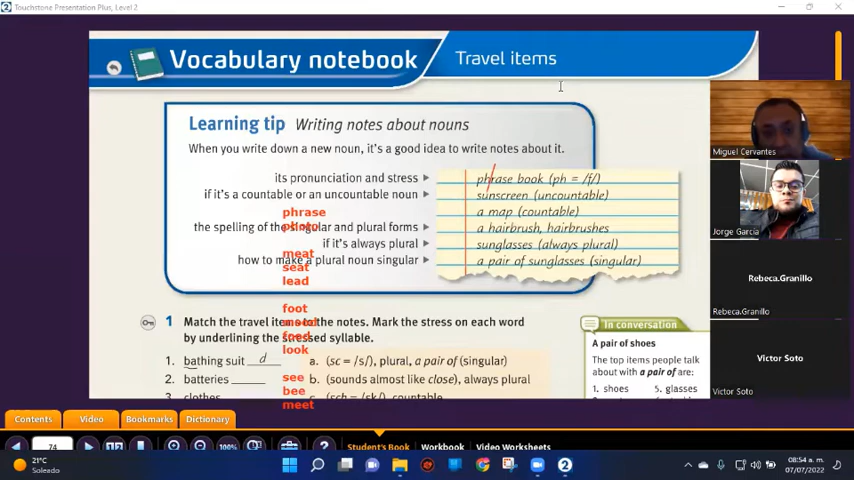 Touchstone Presentation Plus, Level 2
Vocabulary notebook
Travel items
Learning tip Writing notes about nouns
When you write down a new noun, it's a good idea to write notes about it.
its pronunciation and stress
phrase book (ph = /f/)
if it's a countable or an uncountable noun
sunscreen (uncountable)
a map (countable)
the spelling of the singular and plural forms
a hairbrush, hairbrushes
if it's always plural
sunglasses (always plural)
how to make a plural noun singular
a pair of sunglasses (singular)
phrase
photo
meat
seat
lead
foot
mood
food
look
see
bee
meet
1 Match the travel items to the notes. Mark the stress on each word
by underlining the stressed syllable.
1. bathing suit d
a. (sc = /s/), plural, a pair of (singular)
2. batteries
b. (sounds almost like close), always plural
3. clothes
c. (sch = /sk/), countable
In conversation
A pair of shoes
The top items people talk
about with a pair of are:
1. shoes 5. glasses
Miguel Cervantes
Jorge García
Rebeca.Granillo
Rebeca.Granillo
Victor Soto
Victor Soto
Contents
Video
Bookmarks
Dictionary
74
100%
Student's Book
Workbook
Video Worksheets
21°C
Soleado
08:54 a. m.
07/07/2022